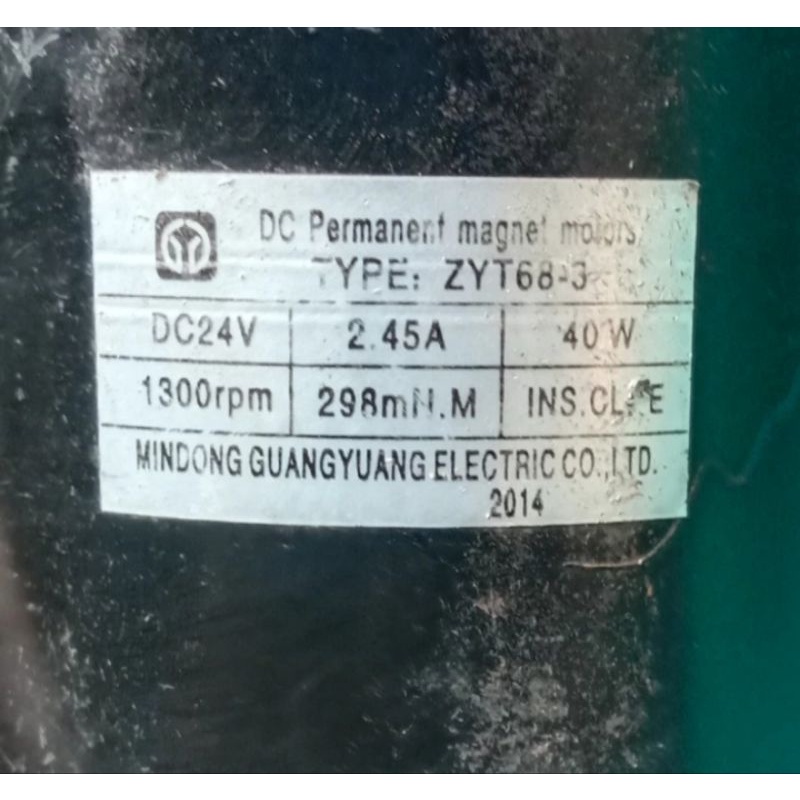 DC Permanent magnet motors
TYPE: ZYT68-3
DC24V 2.45A 40W
1300rpm 298mN.M INS.CL: E
MINDONG GUANGYUANG ELECTRIC CO.,LTD.
2014